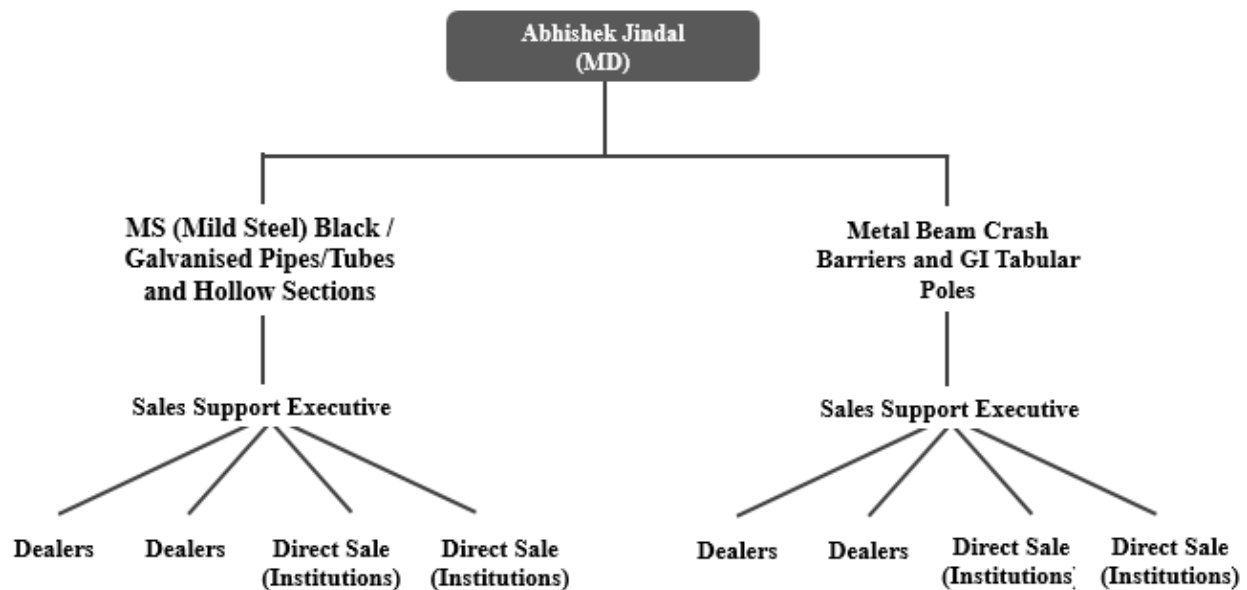 Abhishek Jindal
(MD)
MS (Mild Steel) Black /
Galvanised Pipes/Tubes
and Hollow Sections
Metal Beam Crash
Barriers and GI Tabular
Poles
Sales Support Executive
Sales Support Executive
Dealers
Dealers
Direct Sale
(Institutions)
Direct Sale
(Institutions)
Dealers
Dealers
Direct Sale
(Institutions)
Direct Sale
(Institutions)